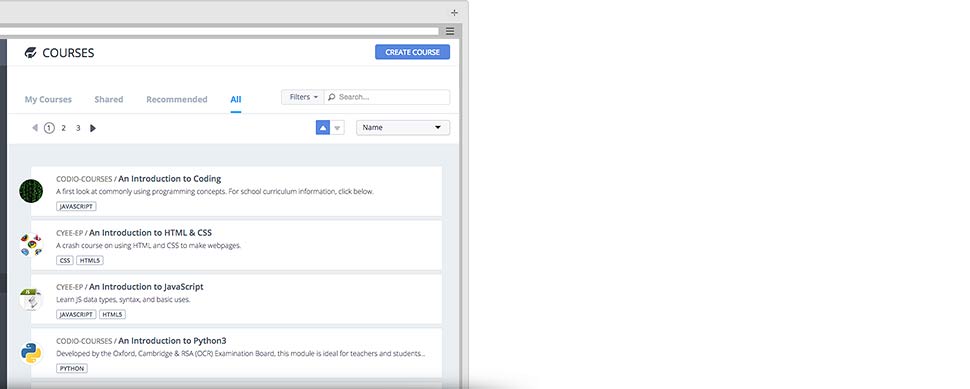 COURSES
CREATE COURSE
My Courses Shared Recommended All Filters Search...
1 2 3 Name
CODIO-COURSES / An Introduction to Coding
A first look at commonly using programming concepts. For school curriculum information, click below.
JAVASCRIPT
CYEE-EP / An Introduction to HTML & CSS
A crash course on using HTML and CSS to make webpages.
CSS HTML5
CYEE-EP / An Introduction to JavaScript
Learn JS data types, syntax, and basic uses.
JAVASCRIPT HTML5
CODIO-COURSES / An Introduction to Python3
Developed by the Oxford, Cambridge & RSA (OCR) Examination Board, this module is ideal for teachers and students...
PYTHON